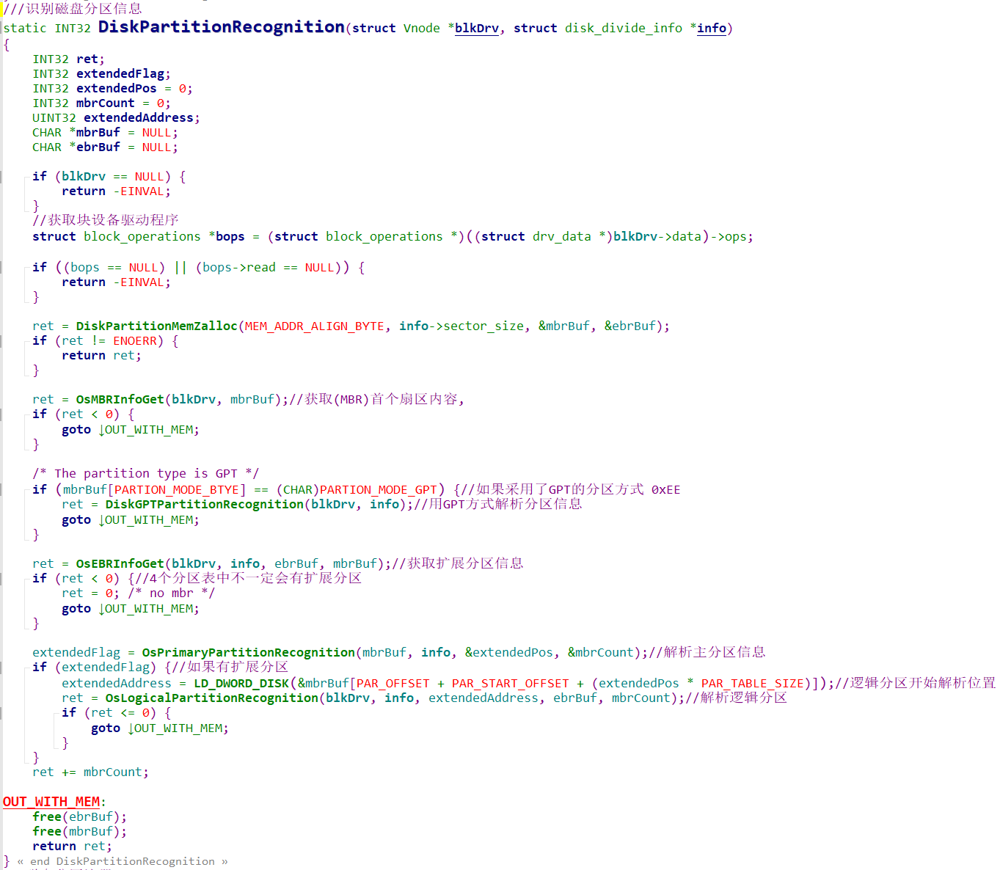 ///识别磁盘分区信息
static INT32 DiskPartitionRecognition(struct Vnode *blkDrv, struct disk_divide_info *info)
{
    INT32 ret;
    INT32 extendedFlag;
    INT32 extendedPos = 0;
    INT32 mbrCount = 0;
    UINT32 extendedAddress;
    CHAR *mbrBuf = NULL;
    CHAR *ebrBuf = NULL;

    if (blkDrv == NULL) {
        return -EINVAL;
    }
    //获取块设备驱动程序
    struct block_operations *bops = (struct block_operations *)((struct drv_data *)blkDrv->data)->ops;

    if ((bops == NULL) || (bops->read == NULL)) {
        return -EINVAL;
    }

    ret = DiskPartitionMemZalloc(MEM_ADDR_ALIGN_BYTE, info->sector_size, &mbrBuf, &ebrBuf);
    if (ret != ENOERR) {
        return ret;
    }

    ret = OsMBRInfoGet(blkDrv, mbrBuf);//获取(MBR)首个扇区内容,
    if (ret < 0) {
        goto ↓OUT_WITH_MEM;
    }

    /* The partition type is GPT */
    if (mbrBuf[PARTION_MODE_BTYE] == (CHAR)PARTION_MODE_GPT) {//如果采用了GPT的分区方式 0xEE
        ret = DiskGPTPartitionRecognition(blkDrv, info);//用GPT方式解析分区信息
        goto ↓OUT_WITH_MEM;
    }

    ret = OsEBRInfoGet(blkDrv, info, ebrBuf, mbrBuf);//获取扩展分区信息
    if (ret < 0) {//4个分区表中不一定会有扩展分区
        ret = 0; /* no mbr */
        goto ↓OUT_WITH_MEM;
    }

    extendedFlag = OsPrimaryPartitionRecognition(mbrBuf, info, &extendedPos, &mbrCount);//解析主分区信息
    if (extendedFlag) {//如果有扩展分区
        extendedAddress = LD_DWORD_DISK(&mbrBuf[PAR_OFFSET + PAR_START_OFFSET + (extendedPos * PAR_TABLE_SIZE)]);//逻辑分区开始解析位置
        ret = OsLogicalPartitionRecognition(blkDrv, info, extendedAddress, ebrBuf, mbrCount);//解析逻辑分区
        if (ret <= 0) {
            goto ↓OUT_WITH_MEM;
        }
    }
    ret += mbrCount;

OUT_WITH_MEM:
    free(ebrBuf);
    free(mbrBuf);
    return ret;
} « end DiskPartitionRecognition »